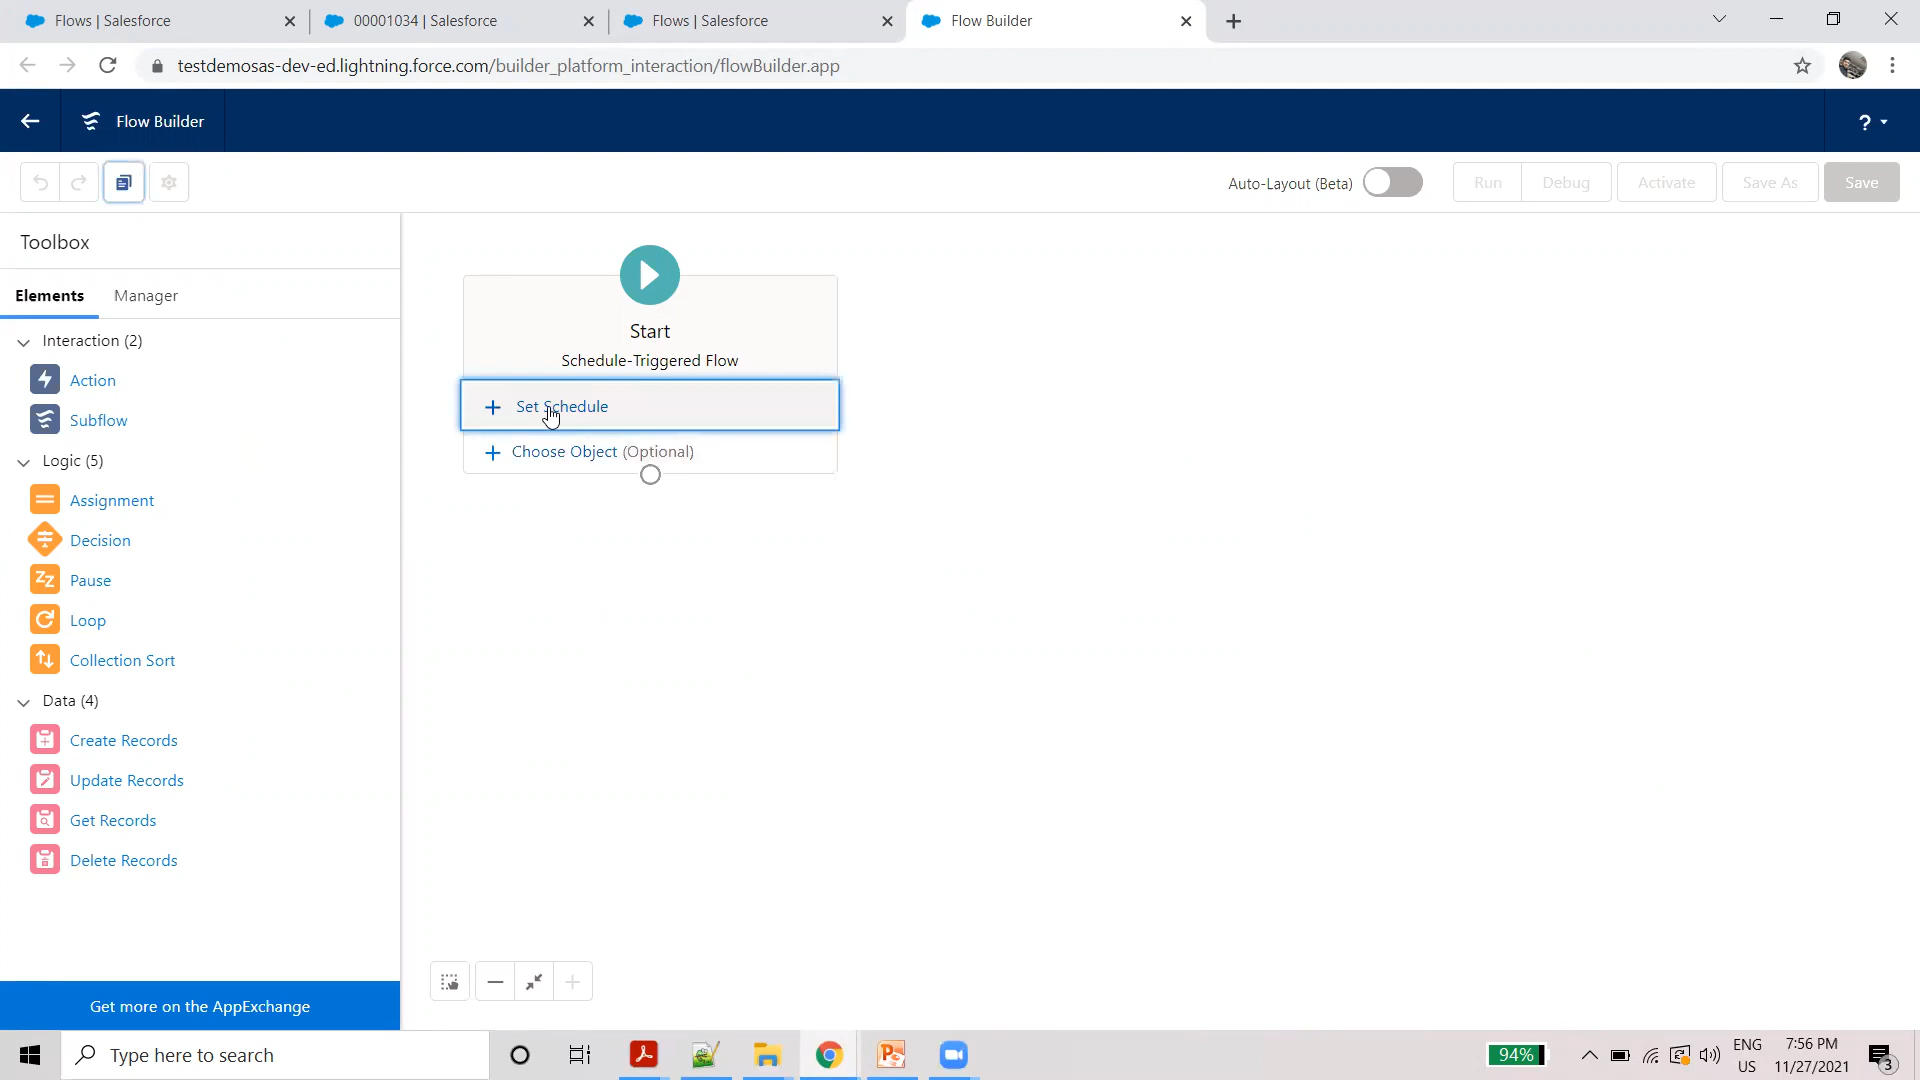 Flows | Salesforce
00001034 | Salesforce
Flows | Salesforce
Flow Builder
testdemosas-dev-ed.lightning.force.com/builder_platform_interaction/flowBuilder.app
Flow Builder
?
Auto-Layout (Beta)
Run
Debug
Activate
Save As
Save
Toolbox
Elements
Manager
Interaction (2)
Action
Subflow
Logic (5)
Assignment
Decision
Pause
Loop
Collection Sort
Data (4)
Create Records
Update Records
Get Records
Delete Records
Get more on the AppExchange
Start
Schedule-Triggered Flow
Set Schedule
Choose Object (Optional)
Type here to search
94%
ENG
US
7:56 PM
11/27/2021
3